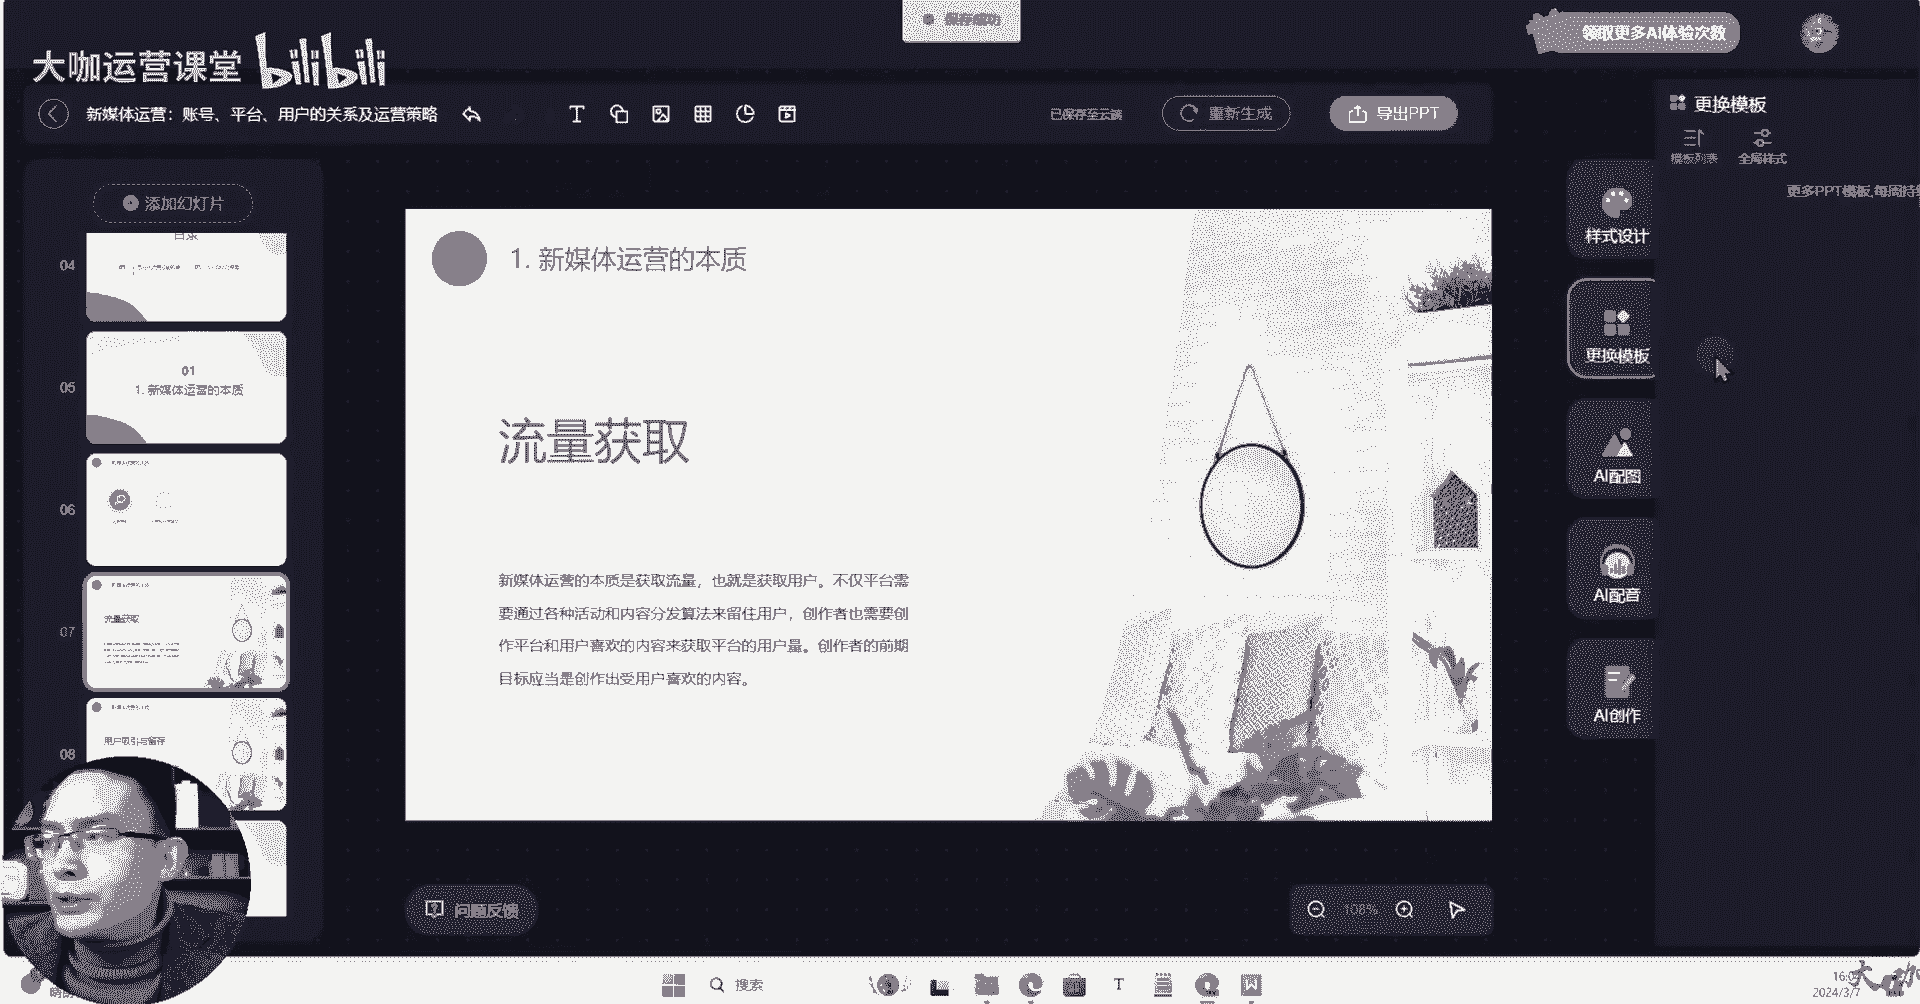 保存成功
领取更多AI体验次数
大咖运营课堂 bilibili
新媒体运营：账号、平台、用户的关系及运营策略
已保存至云端
重新生成
导出PPT
更换模板
模板列表
全局样式
更多PPT模板,每周持续
添加幻灯片
04
目录
05
01
1. 新媒体运营的本质
06
07
流量获取
08
用户吸引与留存
1. 新媒体运营的本质
流量获取
新媒体运营的本质是获取流量，也就是获取用户。不仅平台需
要通过各种活动和内容分发算法来留住用户，创作者也需要创
作平台和用户喜欢的内容来获取平台的用户量。创作者的前期
目标应当是创作出受用户喜欢的内容。
样式设计
更换模板
AI配图
AI配音
AI创作
问题反馈
108%
搜索
2024/3/7
大咖